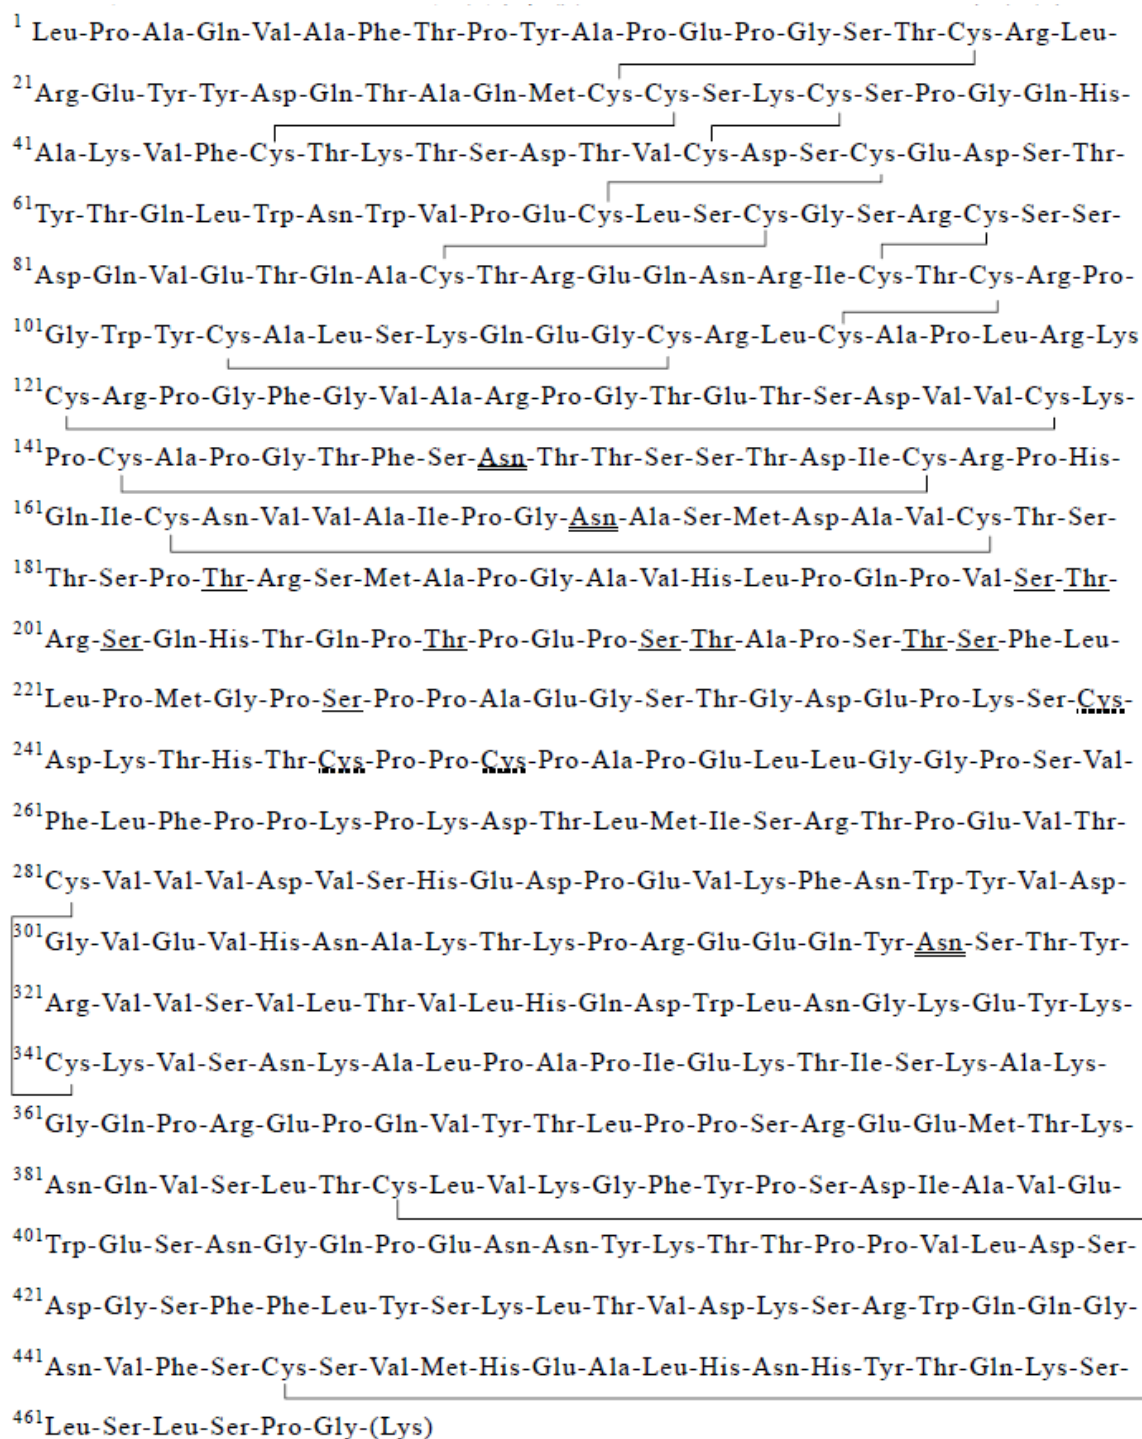 1 Leu-Pro-Ala-Gln-Val-Ala-Phe-Thr-Pro-Tyr-Ala-Pro-Glu-Pro-Gly-Ser-Thr-Cys-Arg-Leu-
21Arg-Glu-Tyr-Tyr-Asp-Gln-Thr-Ala-Gln-Met-Cys-Cys-Ser-Lys-Cys-Ser-Pro-Gly-Gln-His-
41Ala-Lys-Val-Phe-Cys-Thr-Lys-Thr-Ser-Asp-Thr-Val-Cys-Asp-Ser-Cys-Glu-Asp-Ser-Thr-
61Tyr-Thr-Gln-Leu-Trp-Asn-Trp-Val-Pro-Glu-Cys-Leu-Ser-Cys-Gly-Ser-Arg-Cys-Ser-Ser-
81Asp-Gln-Val-Glu-Thr-Gln-Ala-Cys-Thr-Arg-Glu-Gln-Asn-Arg-Ile-Cys-Thr-Cys-Arg-Pro-
101Gly-Trp-Tyr-Cys-Ala-Leu-Ser-Lys-Gln-Glu-Gly-Cys-Arg-Leu-Cys-Ala-Pro-Leu-Arg-Lys
121Cys-Arg-Pro-Gly-Phe-Gly-Val-Ala-Arg-Pro-Gly-Thr-Glu-Thr-Ser-Asp-Val-Val-Cys-Lys-
141Pro-Cys-Ala-Pro-Gly-Thr-Phe-Ser-Asn-Thr-Thr-Ser-Ser-Thr-Asp-Ile-Cys-Arg-Pro-His-
161Gln-Ile-Cys-Asn-Val-Val-Ala-Ile-Pro-Gly-Asn-Ala-Ser-Met-Asp-Ala-Val-Cys-Thr-Ser-
181Thr-Ser-Pro-Thr-Arg-Ser-Met-Ala-Pro-Gly-Ala-Val-His-Leu-Pro-Gln-Pro-Val-Ser-Thr-
201Arg-Ser-Gln-His-Thr-Gln-Pro-Thr-Pro-Glu-Pro-Ser-Thr-Ala-Pro-Ser-Thr-Ser-Phe-Leu-
221Leu-Pro-Met-Gly-Pro-Ser-Pro-Pro-Ala-Glu-Gly-Ser-Thr-Gly-Asp-Glu-Pro-Lys-Ser-Cys-
241Asp-Lys-Thr-His-Thr-Cys-Pro-Pro-Cys-Pro-Ala-Pro-Glu-Leu-Leu-Gly-Gly-Pro-Ser-Val-
261Phe-Leu-Phe-Pro-Pro-Lys-Pro-Lys-Asp-Thr-Leu-Met-Ile-Ser-Arg-Thr-Pro-Glu-Val-Thr-
281Cys-Val-Val-Val-Asp-Val-Ser-His-Glu-Asp-Pro-Glu-Val-Lys-Phe-Asn-Trp-Tyr-Val-Asp-
301Gly-Val-Glu-Val-His-Asn-Ala-Lys-Thr-Lys-Pro-Arg-Glu-Glu-Gln-Tyr-Asn-Ser-Thr-Tyr-
321Arg-Val-Val-Ser-Val-Leu-Thr-Val-Leu-His-Gln-Asp-Trp-Leu-Asn-Gly-Lys-Glu-Tyr-Lys-
341Cys-Lys-Val-Ser-Asn-Lys-Ala-Leu-Pro-Ala-Pro-Ile-Glu-Lys-Thr-Ile-Ser-Lys-Ala-Lys-
361Gly-Gln-Pro-Arg-Glu-Pro-Gln-Val-Tyr-Thr-Leu-Pro-Pro-Ser-Arg-Glu-Glu-Met-Thr-Lys-
381Asn-Gln-Val-Ser-Leu-Thr-Cys-Leu-Val-Lys-Gly-Phe-Tyr-Pro-Ser-Asp-Ile-Ala-Val-Glu-
401Trp-Glu-Ser-Asn-Gly-Gln-Pro-Glu-Asn-Asn-Tyr-Lys-Thr-Thr-Pro-Pro-Val-Leu-Asp-Ser-
421Asp-Gly-Ser-Phe-Phe-Leu-Tyr-Ser-Lys-Leu-Thr-Val-Asp-Lys-Ser-Arg-Trp-Gln-Gln-Gly-
441Asn-Val-Phe-Ser-Cys-Ser-Val-Met-His-Glu-Ala-Leu-His-Asn-His-Tyr-Thr-Gln-Lys-Ser-
461Leu-Ser-Leu-Ser-Pro-Gly-(Lys)